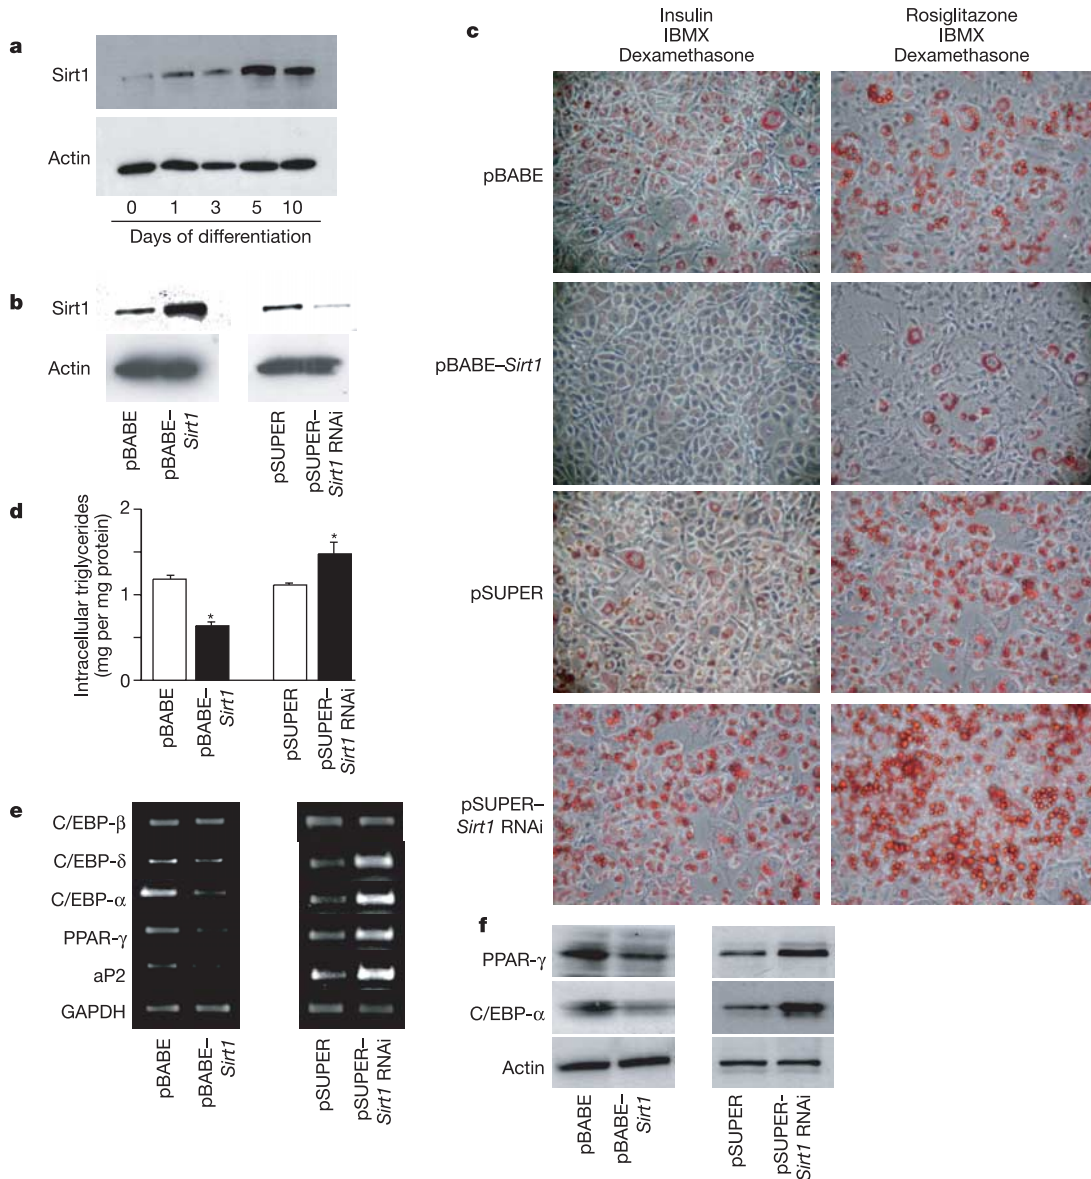 a
Sirt1
Actin
0 1 3 5 10
Days of differentiation
b
Sirt1
Actin
pBABE
pBABE–
Sirt1
pSUPER
pSUPER–
Sirt1 RNAi
c
Insulin
IBMX
Dexamethasone
Rosiglitazone
IBMX
Dexamethasone
pBABE
pBABE–Sirt1
pSUPER
pSUPER–
Sirt1 RNAi
d
Intracellular triglycerides
(mg per mg protein)
2
1
0
*
*
pBABE
pBABE–
Sirt1
pSUPER
pSUPER–
Sirt1 RNAi
e
C/EBP-β
C/EBP-δ
C/EBP-α
PPAR-γ
aP2
GAPDH
pBABE
pBABE–
Sirt1
pSUPER
pSUPER–
Sirt1 RNAi
f
PPAR-γ
C/EBP-α
Actin
pBABE
pBABE–
Sirt1
pSUPER
pSUPER-
Sirt1 RNAi